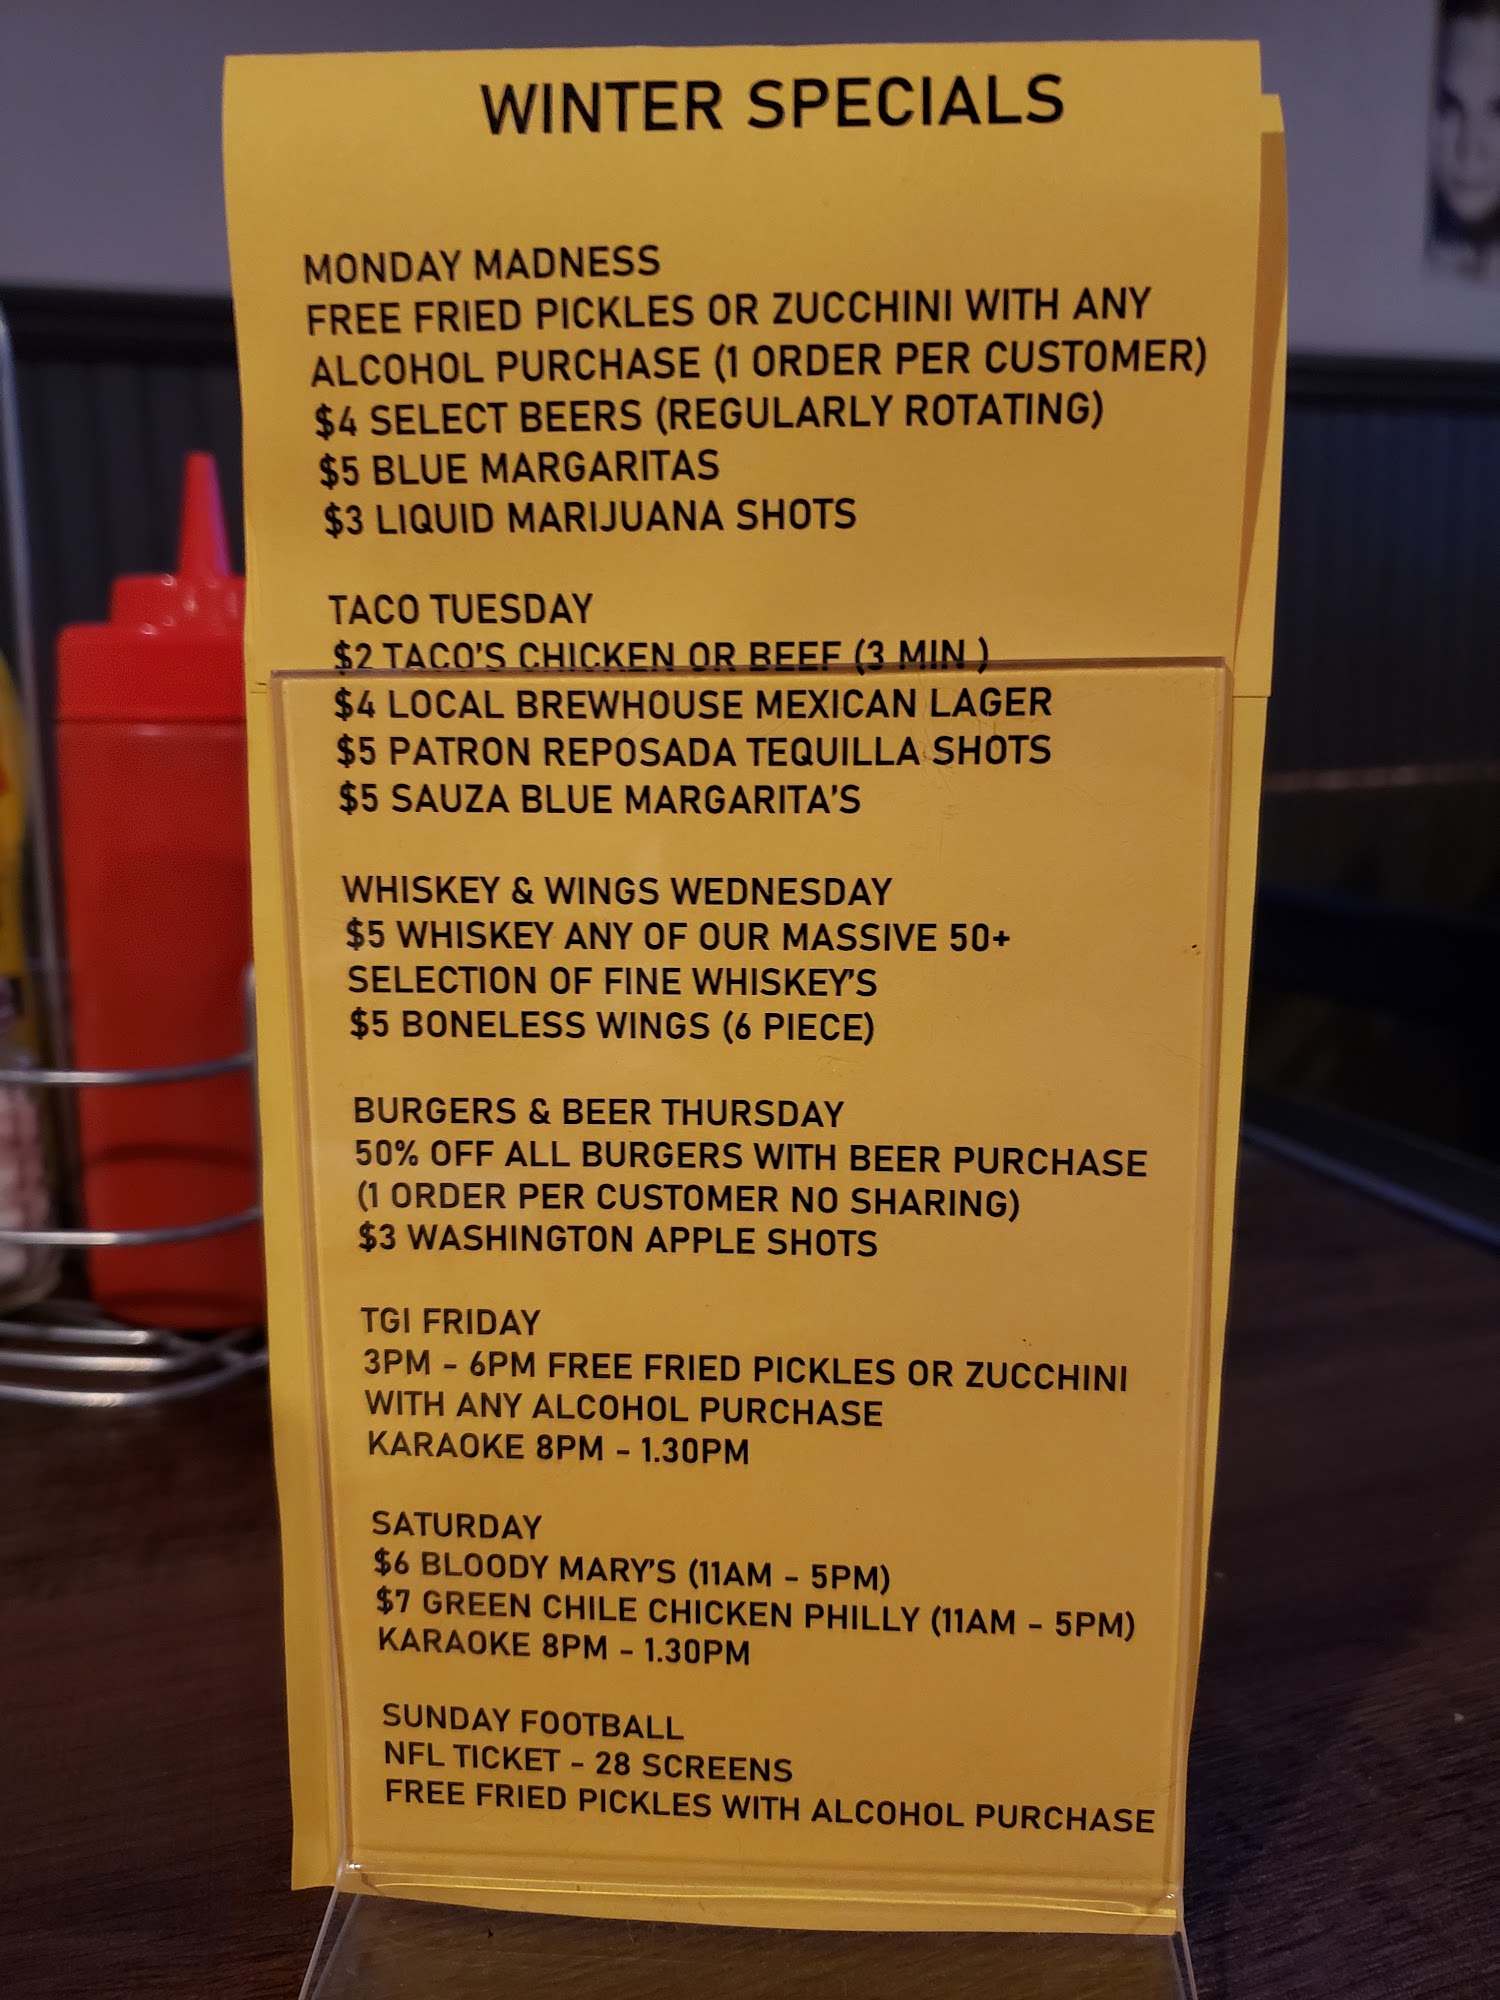 WINTER SPECIALS
MONDAY MADNESS
FREE FRIED PICKLES OR ZUCCHINI WITH ANY
ALCOHOL PURCHASE (1 ORDER PER CUSTOMER)
$4 SELECT BEERS (REGULARLY ROTATING)
$5 BLUE MARGARITAS
$3 LIQUID MARIJUANA SHOTS
TACO TUESDAY
$2 TACO'S CHICKEN OR BEEF (3 MIN.)
$4 LOCAL BREWHOUSE MEXICAN LAGER
$5 PATRON REPOSADA TEQUILLA SHOTS
$5 SAUZA BLUE MARGARITA'S
WHISKEY & WINGS WEDNESDAY
$5 WHISKEY ANY OF OUR MASSIVE 50+
SELECTION OF FINE WHISKEY'S
$5 BONELESS WINGS (6 PIECE)
BURGERS & BEER THURSDAY
50% OFF ALL BURGERS WITH BEER PURCHASE
(1 ORDER PER CUSTOMER NO SHARING)
$3 WASHINGTON APPLE SHOTS
TGI FRIDAY
3PM - 6PM FREE FRIED PICKLES OR ZUCCHINI
WITH ANY ALCOHOL PURCHASE
KARAOKE 8PM - 1.30PM
SATURDAY
$6 BLOODY MARY'S (11AM - 5PM)
$7 GREEN CHILE CHICKEN PHILLY (11AM - 5PM)
KARAOKE 8PM - 1.30PM
SUNDAY FOOTBALL
NFL TICKET - 28 SCREENS
FREE FRIED PICKLES WITH ALCOHOL PURCHASE